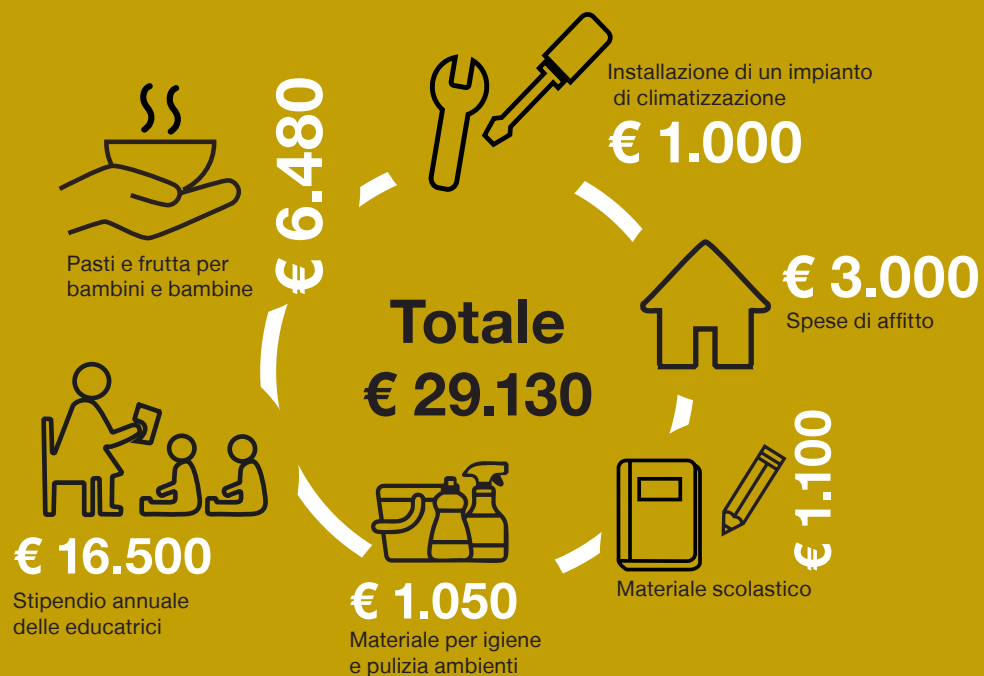 Installazione di un impianto
di climatizzazione
€ 1.000
€ 3.000
Spese di affitto
€ 1.100
Materiale scolastico
€ 1.050
Materiale per igiene
e pulizia ambienti
€ 16.500
Stipendio annuale
delle educatrici
€ 6.480
Pasti e frutta per
bambini e bambine
Totale
€ 29.130